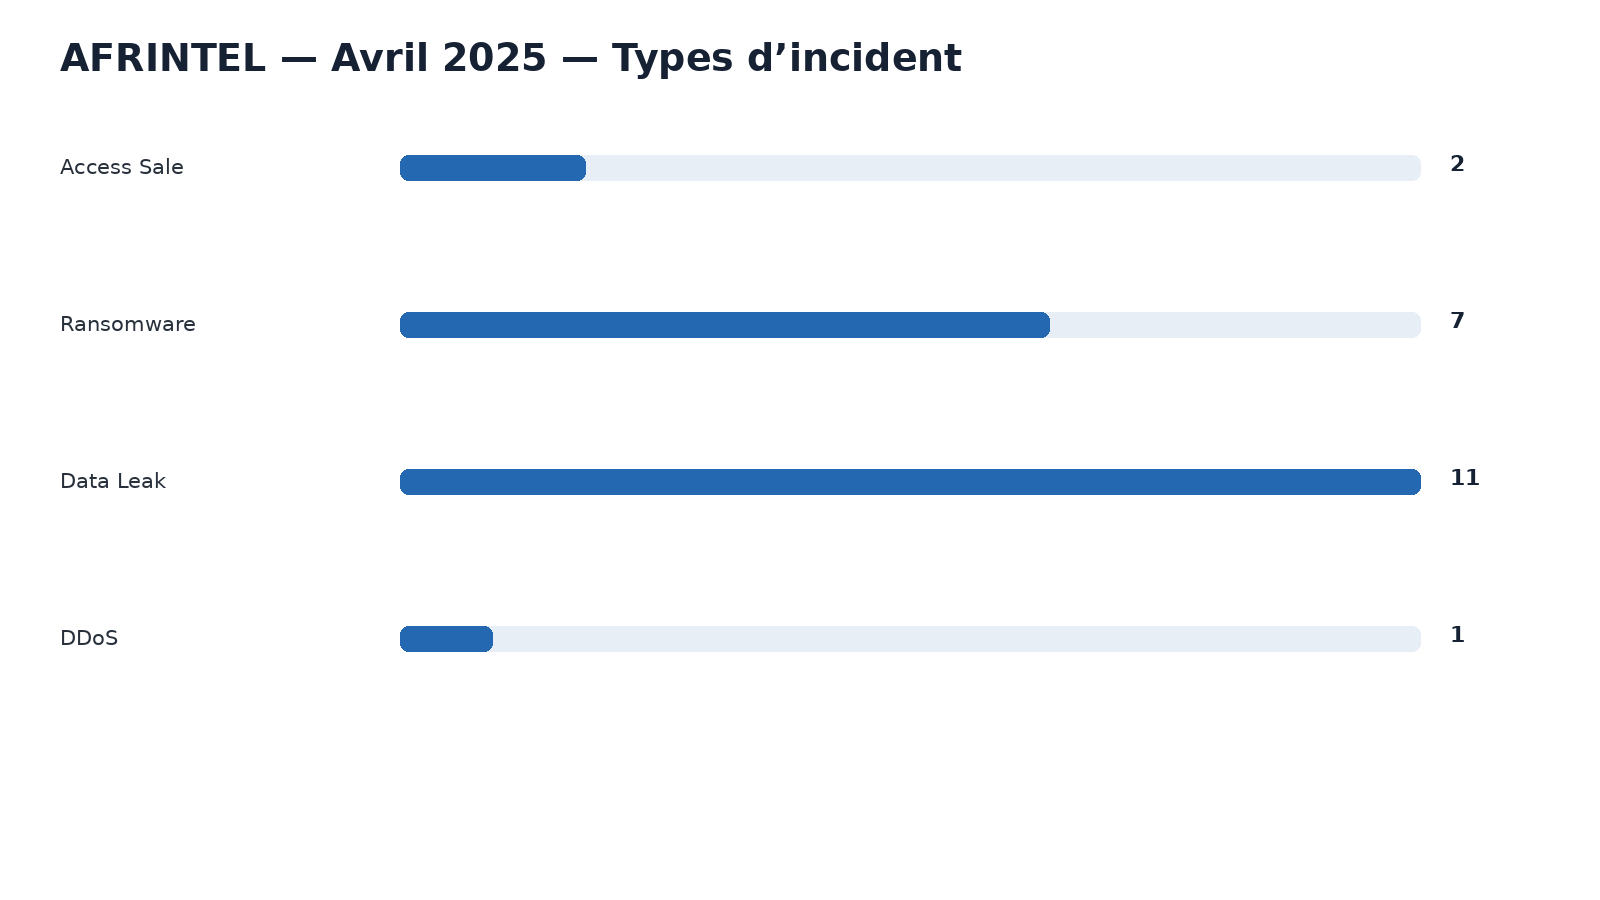 AFRINTEL — Avril 2025 — Types d’incident
Access Sale 2
Ransomware 7
Data Leak 11
DDoS 1